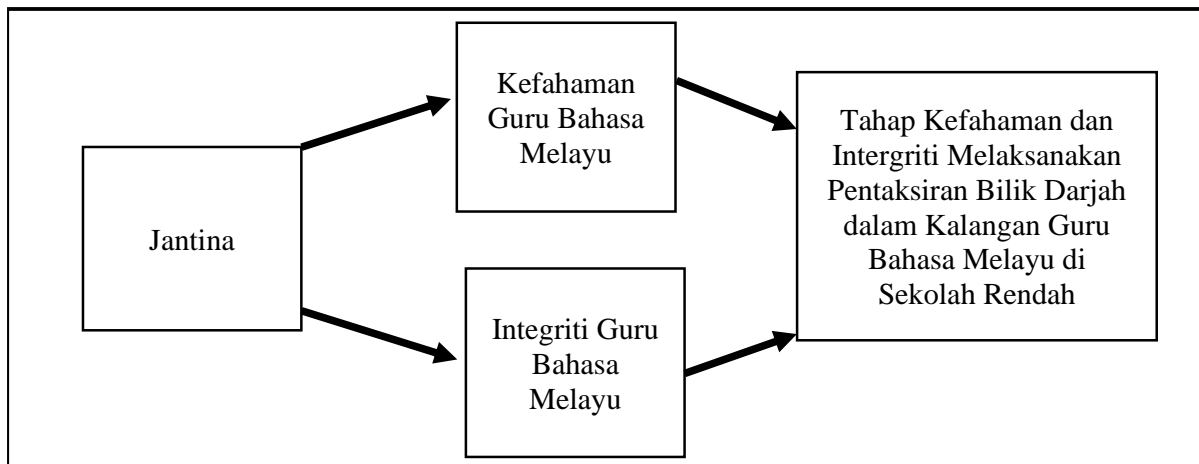 Jantina
Kefahaman
Guru Bahasa
Melayu
Integriti Guru
Bahasa
Melayu
Tahap Kefahaman dan
Intergriti Melaksanakan
Pentaksiran Bilik Darjah
dalam Kalangan Guru
Bahasa Melayu di
Sekolah Rendah